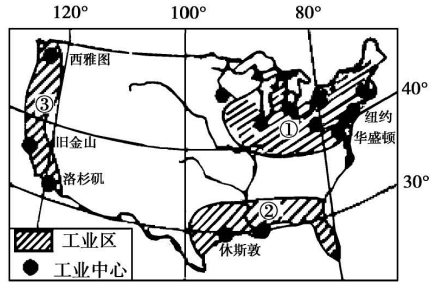 120° 100° 80°
西雅图
③
40°
①
纽约
华盛顿
旧金山
洛杉矶
30°
②
休斯敦
工业区
工业中心